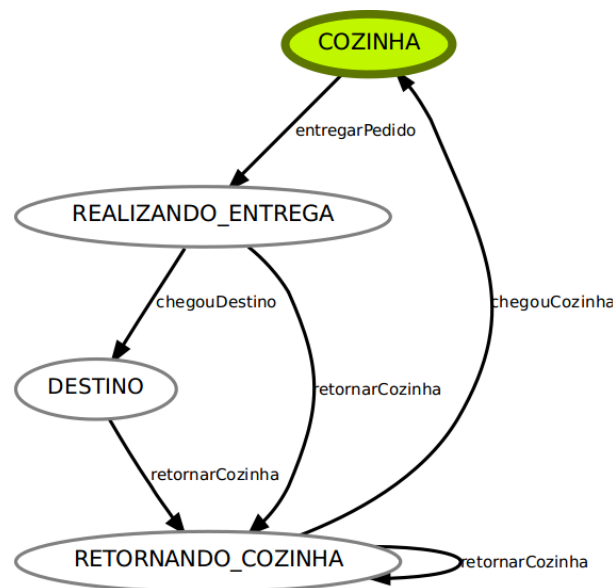 COZINHA
entregarPedido
REALIZANDO_ENTREGA
chegouDestino
chegouCozinha
DESTINO
retornarCozinha
retornarCozinha
RETORNANDO_COZINHA
retornarCozinha